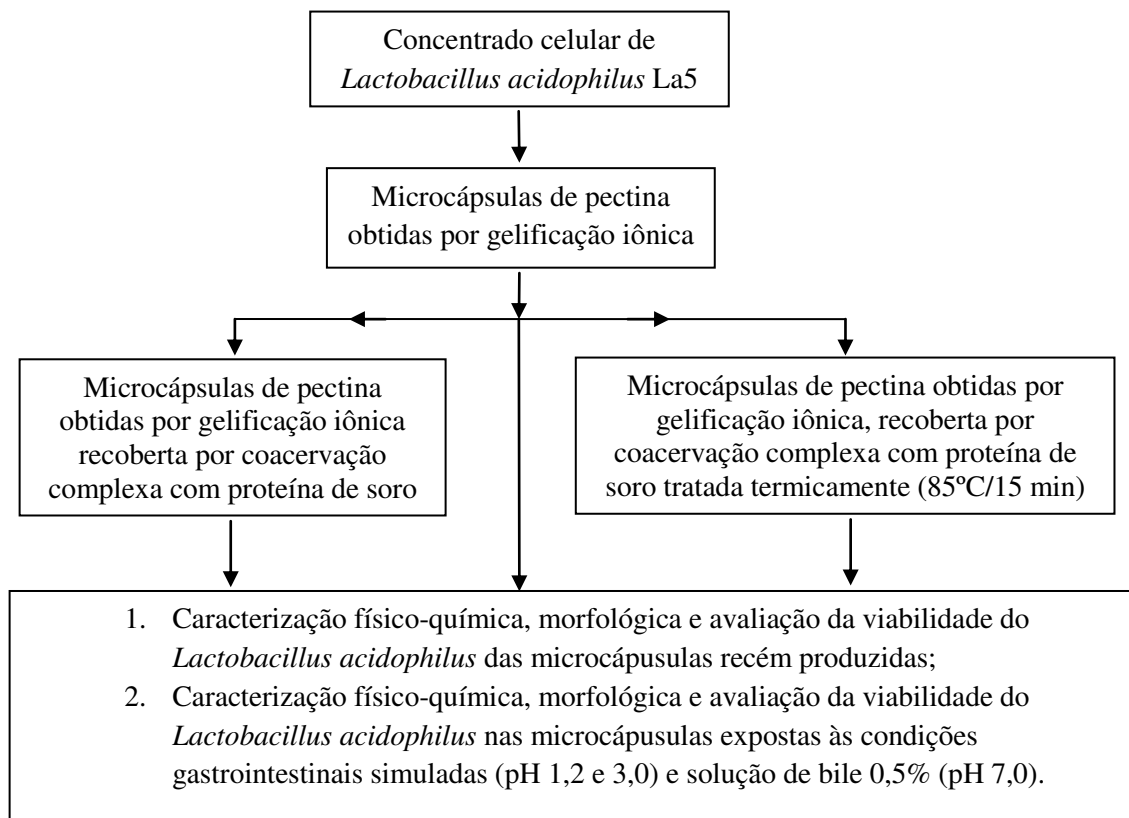 Concentrado celular de
Lactobacillus acidophilus La5
Microcápsulas de pectina
obtidas por gelificação iônica
Microcápsulas de pectina
obtidas por gelificação iônica
recoberta por coacervação
complexa com proteína de soro
Microcápsulas de pectina obtidas por
gelificação iônica, recoberta por
coacervação complexa com proteína de
soro tratada termicamente (85ºC/15 min)
1. Caracterização físico-química, morfológica e avaliação da viabilidade do
Lactobacillus acidophilus das microcápusulas recém produzidas;
2. Caracterização físico-química, morfológica e avaliação da viabilidade do
Lactobacillus acidophilus nas microcápusulas expostas às condições
gastrointestinais simuladas (pH 1,2 e 3,0) e solução de bile 0,5% (pH 7,0).